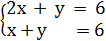 2x + y = 6
x+y = 6